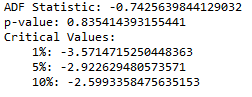 ADF Statistic: -0.7425639844129032
p-value: 0.835414393155441
Critical Values:
1%: -3.5714715250448363
5%: -2.922629480573571
10%: -2.5993358475635153